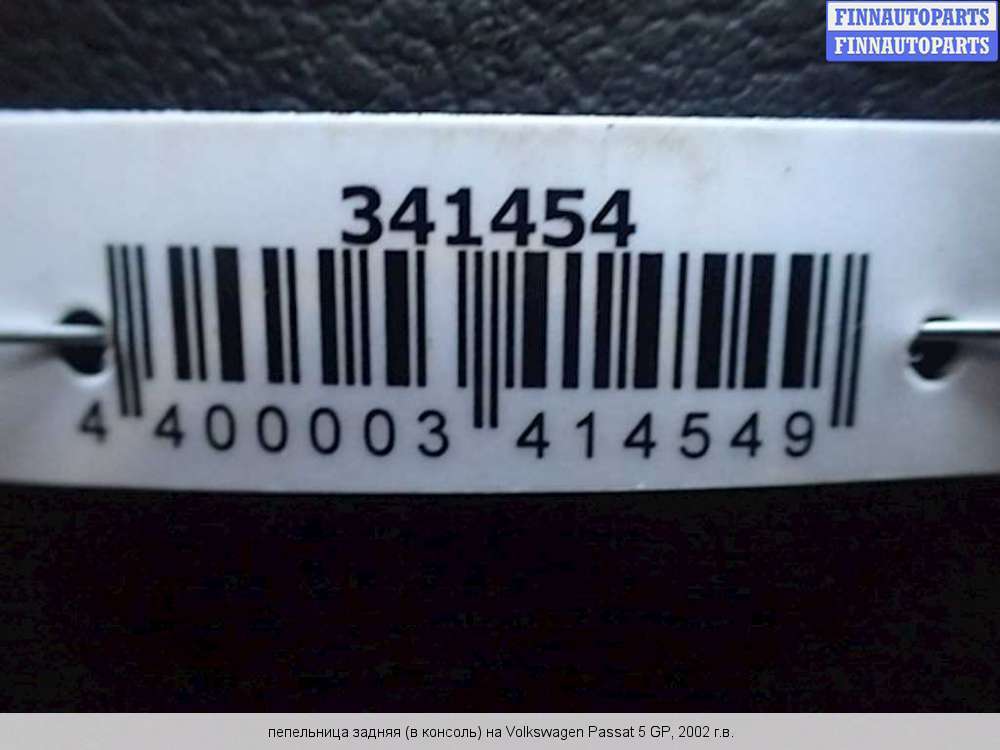 FINNAUTOPARTS
FINNAUTOPARTS
341454
4 400003 414549
пепельница задняя (в консоль) на Volkswagen Passat 5 GP, 2002 г.в.